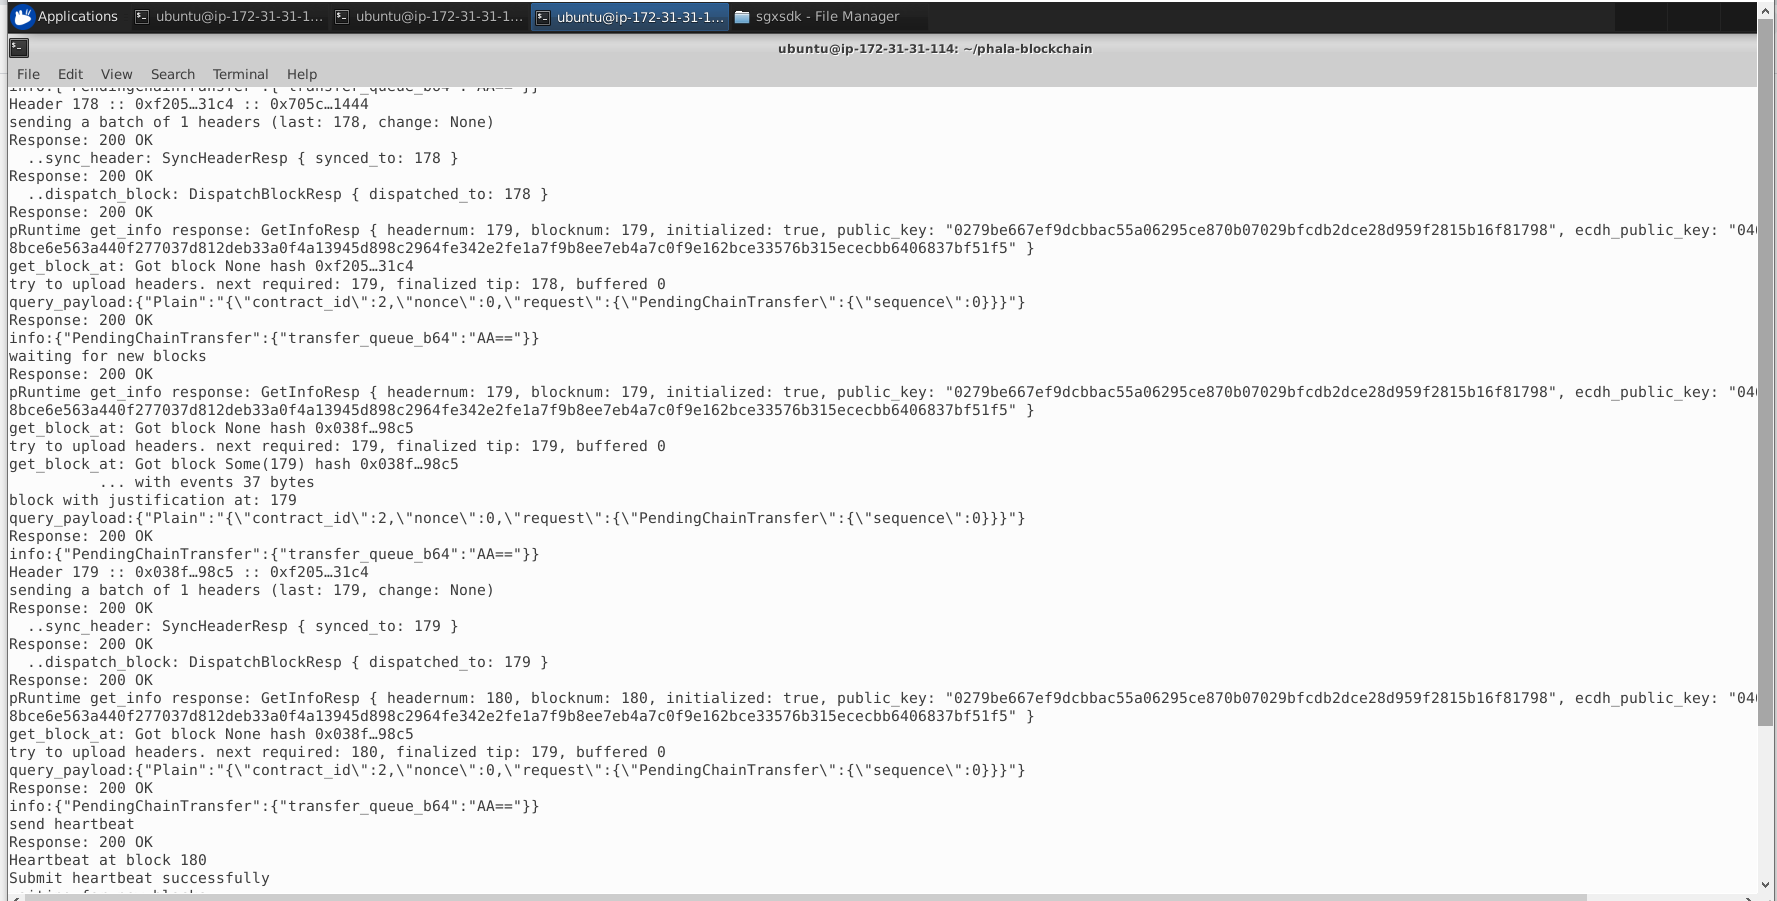 Applications
ubuntu@ip-172-31-31-1...
ubuntu@ip-172-31-31-1...
ubuntu@ip-172-31-31-1...
sgxsdk - File Manager
ubuntu@ip-172-31-31-114: ~/phala-blockchain
File Edit View Search Terminal Help
info:{"PendingChainTransfer":{"transfer_queue_b64":"AA=="}}
Header 178 :: 0xf205…31c4 :: 0x705c…1444
sending a batch of 1 headers (last: 178, change: None)
Response: 200 OK
  ..sync_header: SyncHeaderResp { synced_to: 178 }
Response: 200 OK
  ..dispatch_block: DispatchBlockResp { dispatched_to: 178 }
Response: 200 OK
pRuntime get_info response: GetInfoResp { headernum: 179, blocknum: 179, initialized: true, public_key: "0279be667ef9dcbbac55a06295ce870b07029bfcdb2dce28d959f2815b16f81798", ecdh_public_key: "04
8bce6e563a440f277037d812deb33a0f4a13945d898c2964fe342e2fe1a7f9b8ee7eb4a7c0f9e162bce33576b315ececbb6406837bf51f5" }
get_block_at: Got block None hash 0xf205…31c4
try to upload headers. next required: 179, finalized tip: 178, buffered 0
query_payload:{"Plain":"{\"contract_id\":2,\"nonce\":0,\"request\":{\"PendingChainTransfer\":{\"sequence\":0}}}"}
Response: 200 OK
info:{"PendingChainTransfer":{"transfer_queue_b64":"AA=="}}
waiting for new blocks
Response: 200 OK
pRuntime get_info response: GetInfoResp { headernum: 179, blocknum: 179, initialized: true, public_key: "0279be667ef9dcbbac55a06295ce870b07029bfcdb2dce28d959f2815b16f81798", ecdh_public_key: "04
8bce6e563a440f277037d812deb33a0f4a13945d898c2964fe342e2fe1a7f9b8ee7eb4a7c0f9e162bce33576b315ececbb6406837bf51f5" }
get_block_at: Got block None hash 0x038f…98c5
try to upload headers. next required: 179, finalized tip: 179, buffered 0
get_block_at: Got block Some(179) hash 0x038f…98c5
          ... with events 37 bytes
block with justification at: 179
query_payload:{"Plain":"{\"contract_id\":2,\"nonce\":0,\"request\":{\"PendingChainTransfer\":{\"sequence\":0}}}"}
Response: 200 OK
info:{"PendingChainTransfer":{"transfer_queue_b64":"AA=="}}
Header 179 :: 0x038f…98c5 :: 0xf205…31c4
sending a batch of 1 headers (last: 179, change: None)
Response: 200 OK
  ..sync_header: SyncHeaderResp { synced_to: 179 }
Response: 200 OK
  ..dispatch_block: DispatchBlockResp { dispatched_to: 179 }
Response: 200 OK
pRuntime get_info response: GetInfoResp { headernum: 180, blocknum: 180, initialized: true, public_key: "0279be667ef9dcbbac55a06295ce870b07029bfcdb2dce28d959f2815b16f81798", ecdh_public_key: "04
8bce6e563a440f277037d812deb33a0f4a13945d898c2964fe342e2fe1a7f9b8ee7eb4a7c0f9e162bce33576b315ececbb6406837bf51f5" }
get_block_at: Got block None hash 0x038f…98c5
try to upload headers. next required: 180, finalized tip: 179, buffered 0
query_payload:{"Plain":"{\"contract_id\":2,\"nonce\":0,\"request\":{\"PendingChainTransfer\":{\"sequence\":0}}}"}
Response: 200 OK
info:{"PendingChainTransfer":{"transfer_queue_b64":"AA=="}}
send heartbeat
Response: 200 OK
Heartbeat at block 180
Submit heartbeat successfully